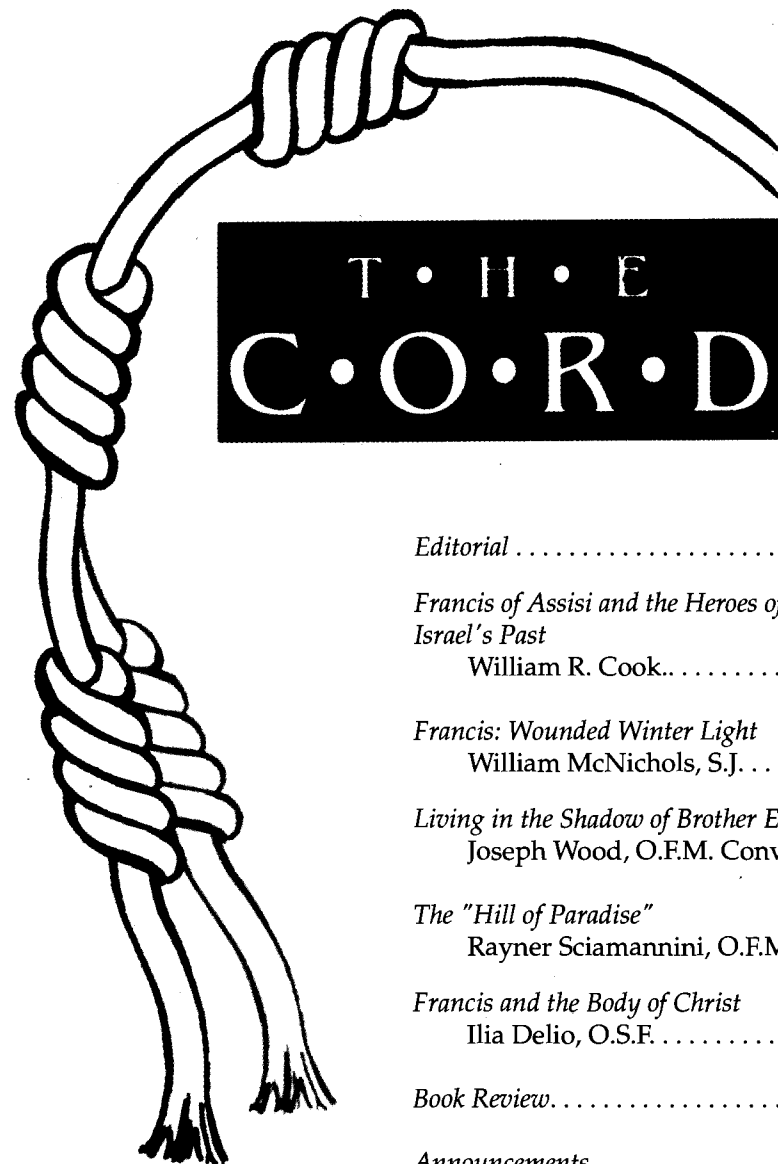 T • H • E
C • O • R • D
Editorial . . . . . . . . . . . . . . . . . . . .
Francis of Assisi and the Heroes of
Israel's Past
William R. Cook.. . . . . . . . .
Francis: Wounded Winter Light
William McNichols, S.J. . . .
Living in the Shadow of Brother
Joseph Wood, O.F.M. Conv
The "Hill of Paradise"
Rayner Sciamannini, O.F.M
Francis and the Body of Christ
Ilia Delio, O.S.F. . . . . . . . . .
Book Review. . . . . . . . . . . . . . . . . .
Announcements